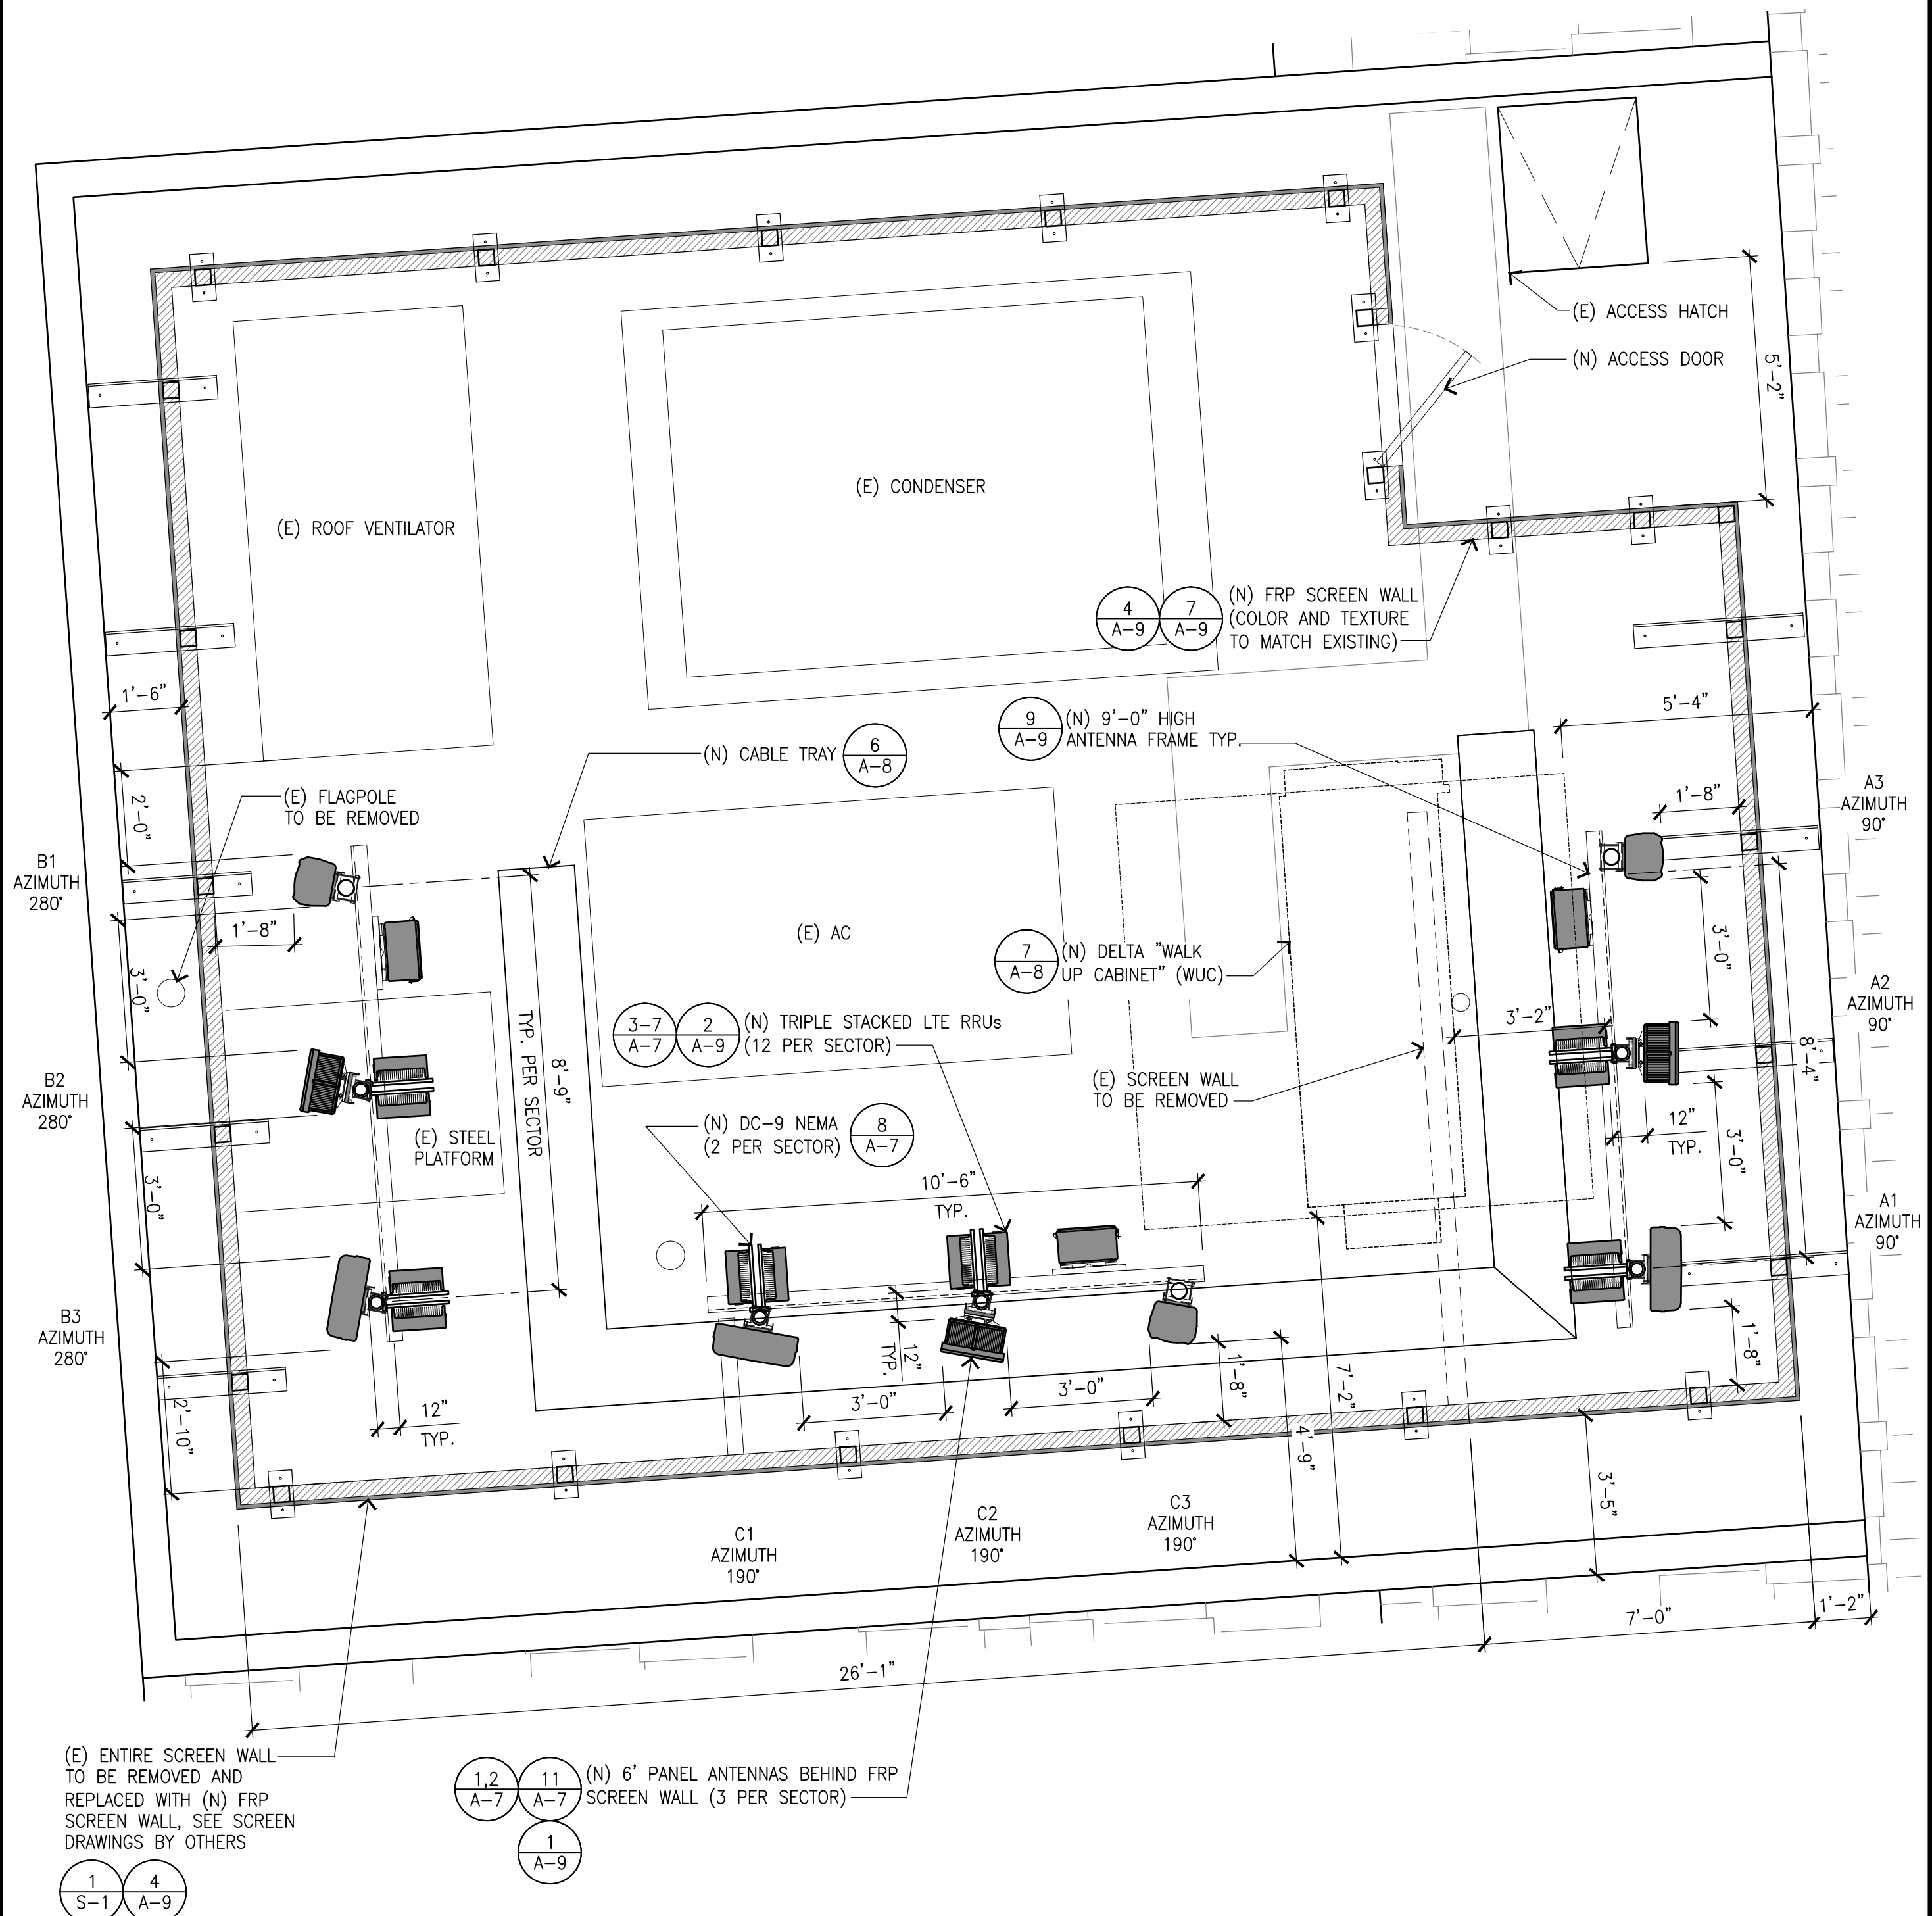 (E) ACCESS HATCH
(N) ACCESS DOOR
5'-2"
(E) CONDENSER
(E) ROOF VENTILATOR
4
A-9
7
A-9
(N) FRP SCREEN WALL
(COLOR AND TEXTURE
TO MATCH EXISTING)
1'-6"
5'-4"
9
A-9
(N) 9'-0" HIGH
ANTENNA FRAME TYP.
(N) CABLE TRAY
6
A-8
2'-0"
(E) FLAGPOLE
TO BE REMOVED
1'-8"
A3
AZIMUTH
90°
B1
AZIMUTH
280°
1'-8"
(E) AC
7
A-8
(N) DELTA "WALK
UP CABINET" (WUC)
3'-0"
3'-0"
A2
AZIMUTH
90°
3-7
A-7
2
A-9
(N) TRIPLE STACKED LTE RRUs
(12 PER SECTOR)
3'-2"
8'-4"
TYP. PER SECTOR
8'-9"
B2
AZIMUTH
280°
(E) SCREEN WALL
TO BE REMOVED
12"
TYP.
3'-0"
(N) DC-9 NEMA
(2 PER SECTOR)
8
A-7
(E) STEEL
PLATFORM
3'-0"
10'-6"
TYP.
A1
AZIMUTH
90°
B3
AZIMUTH
280°
12"
TYP.
1'-8"
7'-2"
1'-8"
2'-10"
12"
TYP.
3'-0"
3'-0"
4'-9"
3'-5"
C1
AZIMUTH
190°
C2
AZIMUTH
190°
C3
AZIMUTH
190°
7'-0"
1'-2"
26'-1"
(E) ENTIRE SCREEN WALL
TO BE REMOVED AND
REPLACED WITH (N) FRP
SCREEN WALL, SEE SCREEN
DRAWINGS BY OTHERS
1
S-1
4
A-9
1,2
A-7
11
A-7
(N) 6' PANEL ANTENNAS BEHIND FRP
SCREEN WALL (3 PER SECTOR)
1
A-9